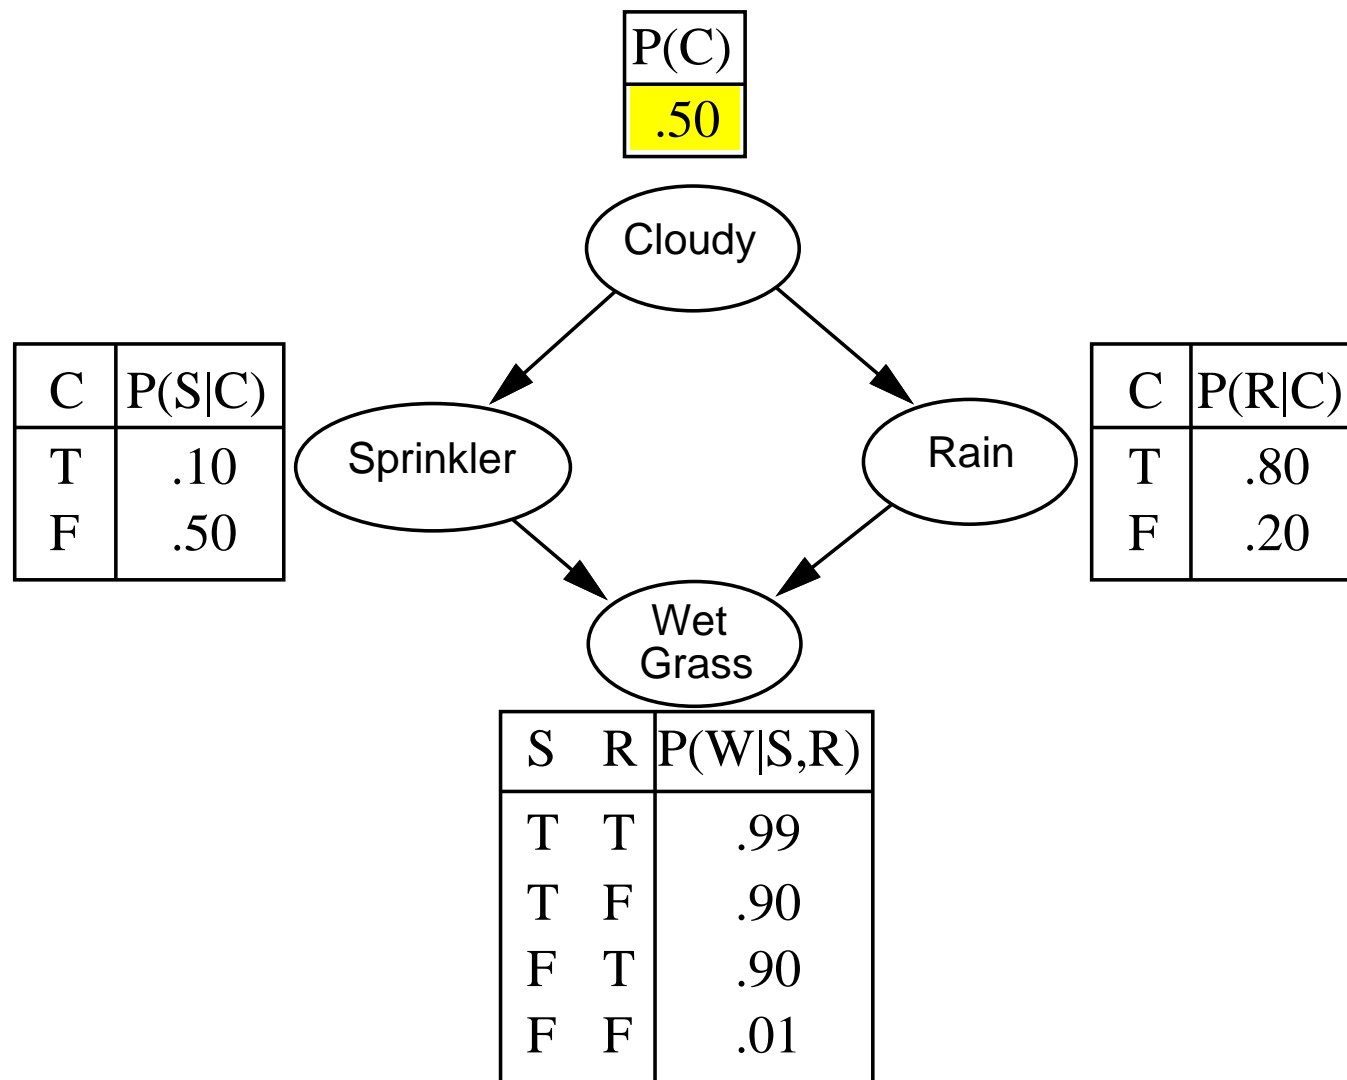 P(C)
.50
Cloudy
C P(S|C)
T .10
F .50
Sprinkler
Rain
C P(R|C)
T .80
F .20
Wet
Grass
S R P(W|S,R)
T T .99
T F .90
F T .90
F F .01